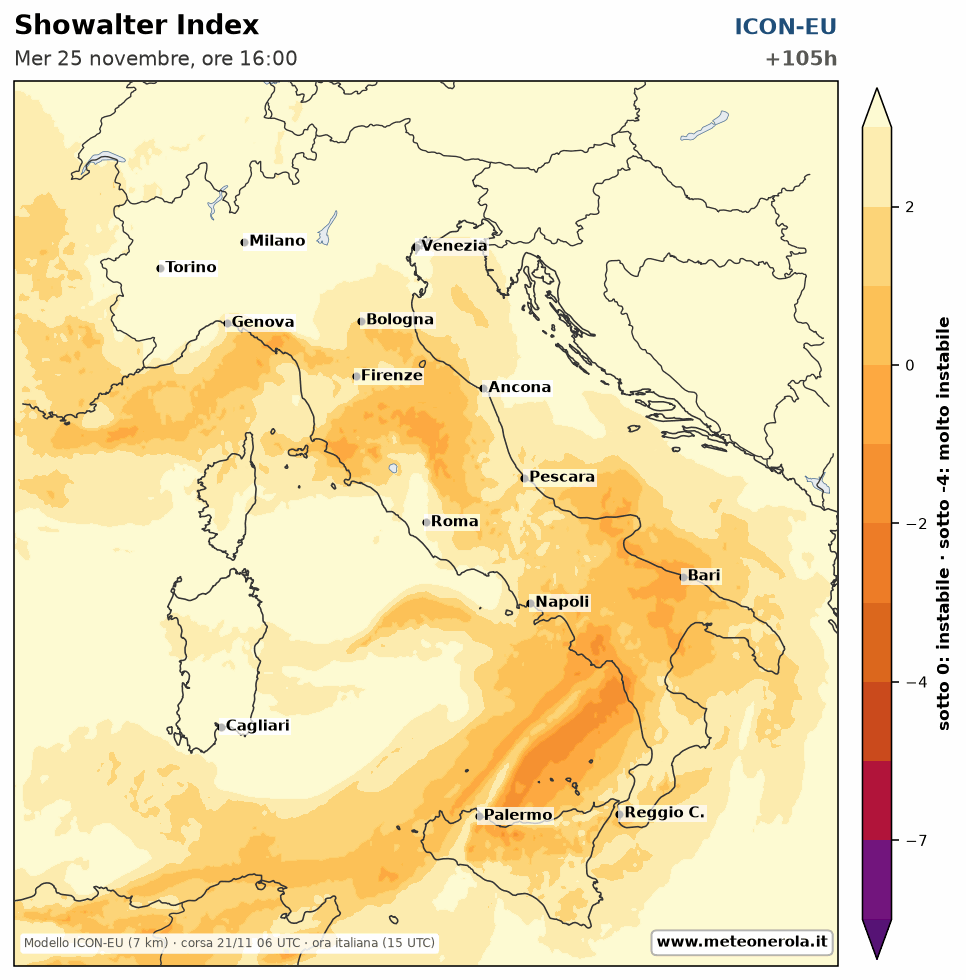 Showalter Index
ICON-EU
Mer 25 novembre, ore 16:00
+105h
Milano
Venezia
Torino
Genova
Bologna
Firenze
Ancona
Pescara
Roma
Bari
Napoli
Cagliari
Palermo
Reggio C.
2
0
−2
−4
−7
sotto 0: instabile · sotto -4: molto instabile
Modello ICON-EU (7 km) · corsa 21/11 06 UTC · ora italiana (15 UTC)
www.meteonerola.it